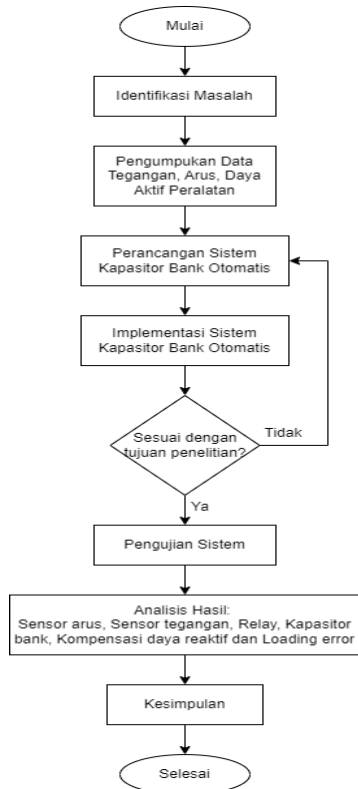 Mulai
Identifikasi Masalah
Pengumpukan Data
Tegangan, Arus, Daya
Aktif Peralatan
Perancangan Sistem
Kapasitor Bank Otomatis
Implementasi Sistem
Kapasitor Bank Otomatis
Sesuai dengan
tujuan penelitian?
Tidak
Ya
Pengujian Sistem
Analisis Hasil:
Sensor arus, Sensor tegangan, Relay, Kapasitor
bank, Kompensasi daya reaktif dan Loading error
Kesimpulan
Selesai